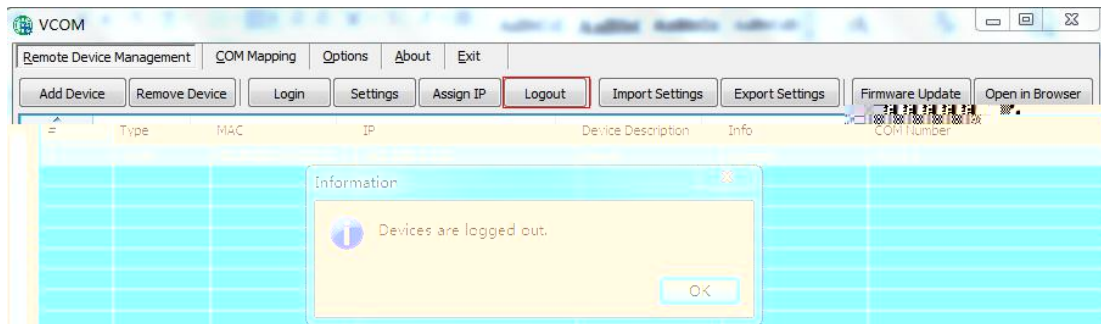 VCOM
Remote Device Management COM Mapping Options About Exit
Add Device Remove Device Login Settings Assign IP Logout Import Settings Export Settings Firmware Update Open in Browser
# Type MAC IP Device Description Info COM Number
Information
Devices are logged out.
OK